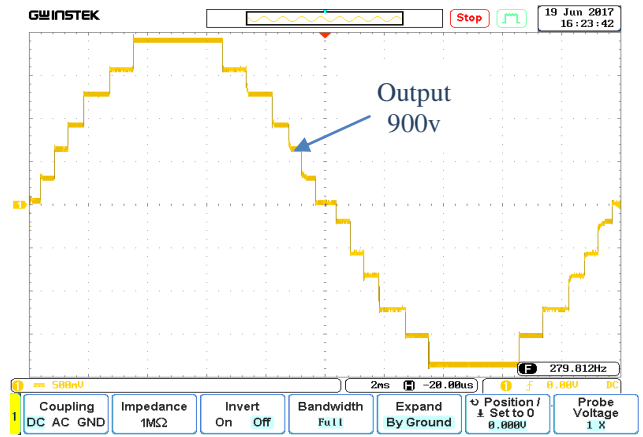 GWINSTEK
Stop
19 Jun 2017
16:23:42
Output
900v
1
F 279.812Hz
1 500mV
2ms H -20.00us
1 0.00V DC
1
Coupling
DC AC GND
Impedance
1MΩ
Invert
On Off
Bandwidth
Full
Expand
By Ground
Position /
Set to 0
0.000V
Probe
Voltage
1 X